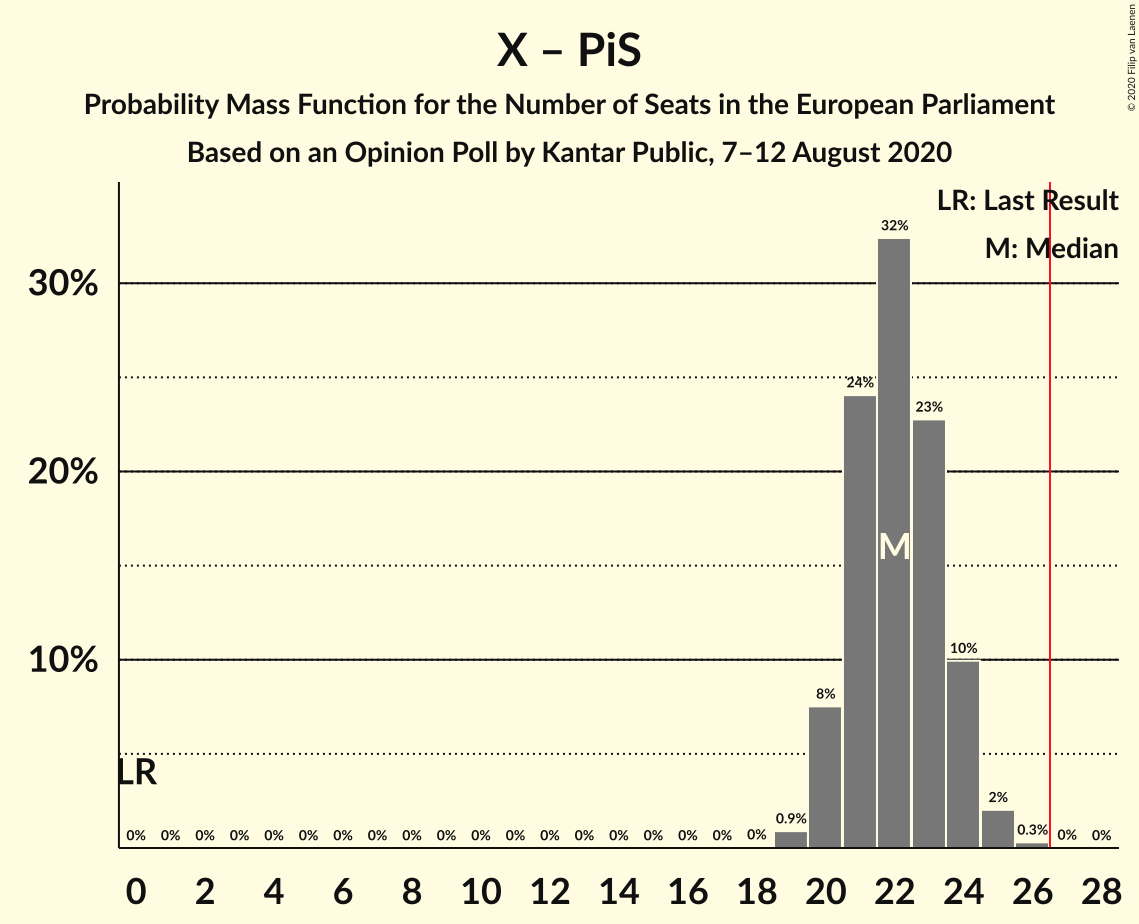 X – PiS
Probability Mass Function for the Number of Seats in the European Parliament
Based on an Opinion Poll by Kantar Public, 7–12 August 2020
© 2020 Filip van Laenen
LR: Last Result
M: Median
30%
20%
10%
32%
24%
23%
M
10%
8%
LR
0% 0% 0% 0% 0% 0% 0% 0% 0% 0% 0% 0% 0% 0% 0% 0% 0% 0% 0% 0.9% 2% 0.3% 0% 0%
0 2 4 6 8 10 12 14 16 18 20 22 24 26 28